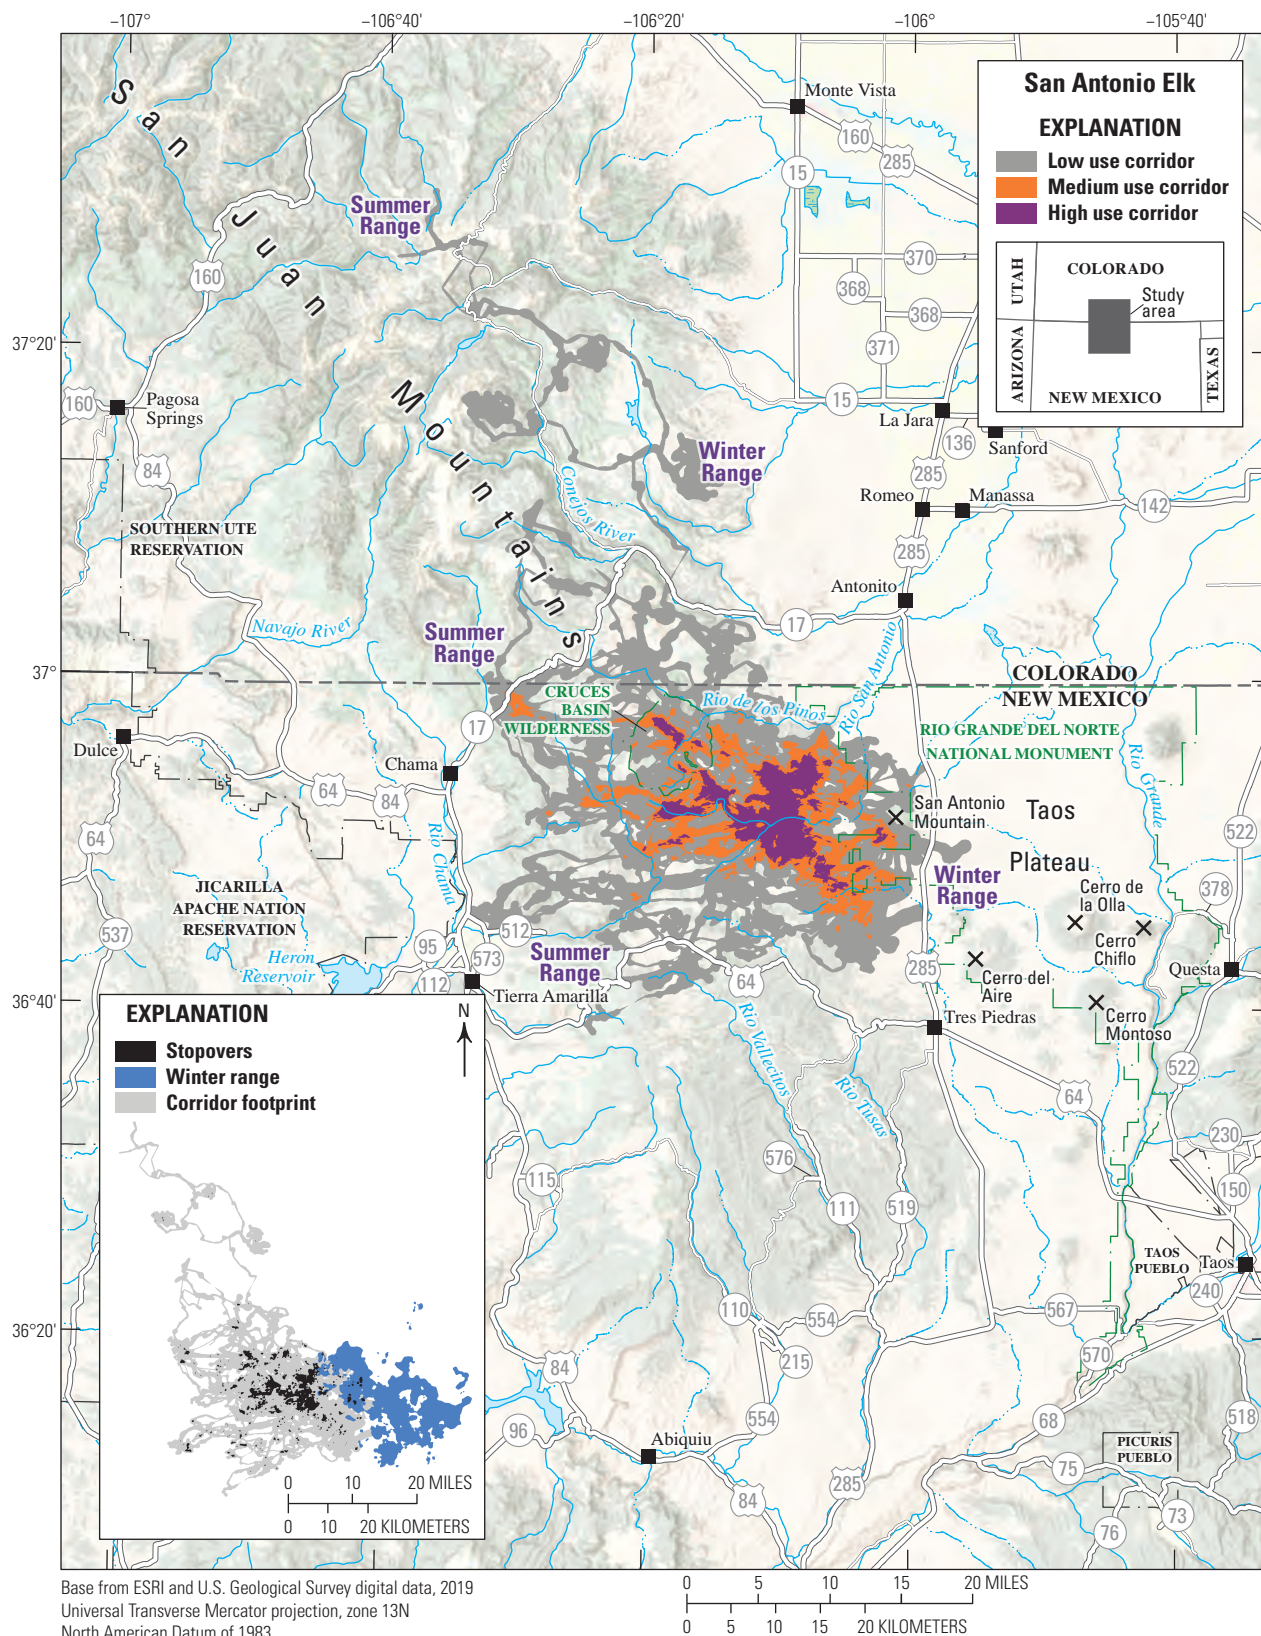 −107°
−106°40'
−106°20'
−106°
−105°40'
San Juan Mountains
Monte Vista
160
285
15
San Antonio Elk
EXPLANATION
Low use corridor
Medium use corridor
High use corridor
UTAH
COLORADO
Study
area
ARIZONA
NEW MEXICO
TEXAS
Summer
Range
160
370
368
368
371
37°20'
160
Pagosa
Springs
15
La Jara
136
Sanford
84
Winter
Range
285
Romeo
Manassa
142
Conejos River
SOUTHERN UTE
RESERVATION
285
Antonito
17
Navajo River
Summer
Range
37°
COLORADO
NEW MEXICO
CRUCES
BASIN
WILDERNESS
Rio de los Pinos
Rio San Antonio
RIO GRANDE DEL NORTE
NATIONAL MONUMENT
Rio Grande
17
Dulce
Chama
64
84
San Antonio
Mountain
Taos
Plateau
64
522
Rio Chama
Winter
Range
378
JICARILLA
APACHE NATION
RESERVATION
Cerro de
la Olla
Cerro
Chiflo
537
512
95
573
112
Heron
Reservoir
Summer
Range
Tierra Amarilla
64
285
Cerro del
Aire
Questa
36°40'
Tres Piedras
Cerro
Montoso
Rio Vallecitos
Rio Tusas
522
64
EXPLANATION
N
Stopovers
Winter range
Corridor footprint
230
576
115
150
111
519
TAOS
PUEBLO
Taos
240
110
554
567
36°20'
215
570
84
554
68
518
96
Abiquiu
PICURIS
PUEBLO
75
0 10 20 MILES
0 10 20 KILOMETERS
84
285
73
76
Base from ESRI and U.S. Geological Survey digital data, 2019
Universal Transverse Mercator projection, zone 13N
North American Datum of 1983
0 5 10 15 20 MILES
0 5 10 15 20 KILOMETERS